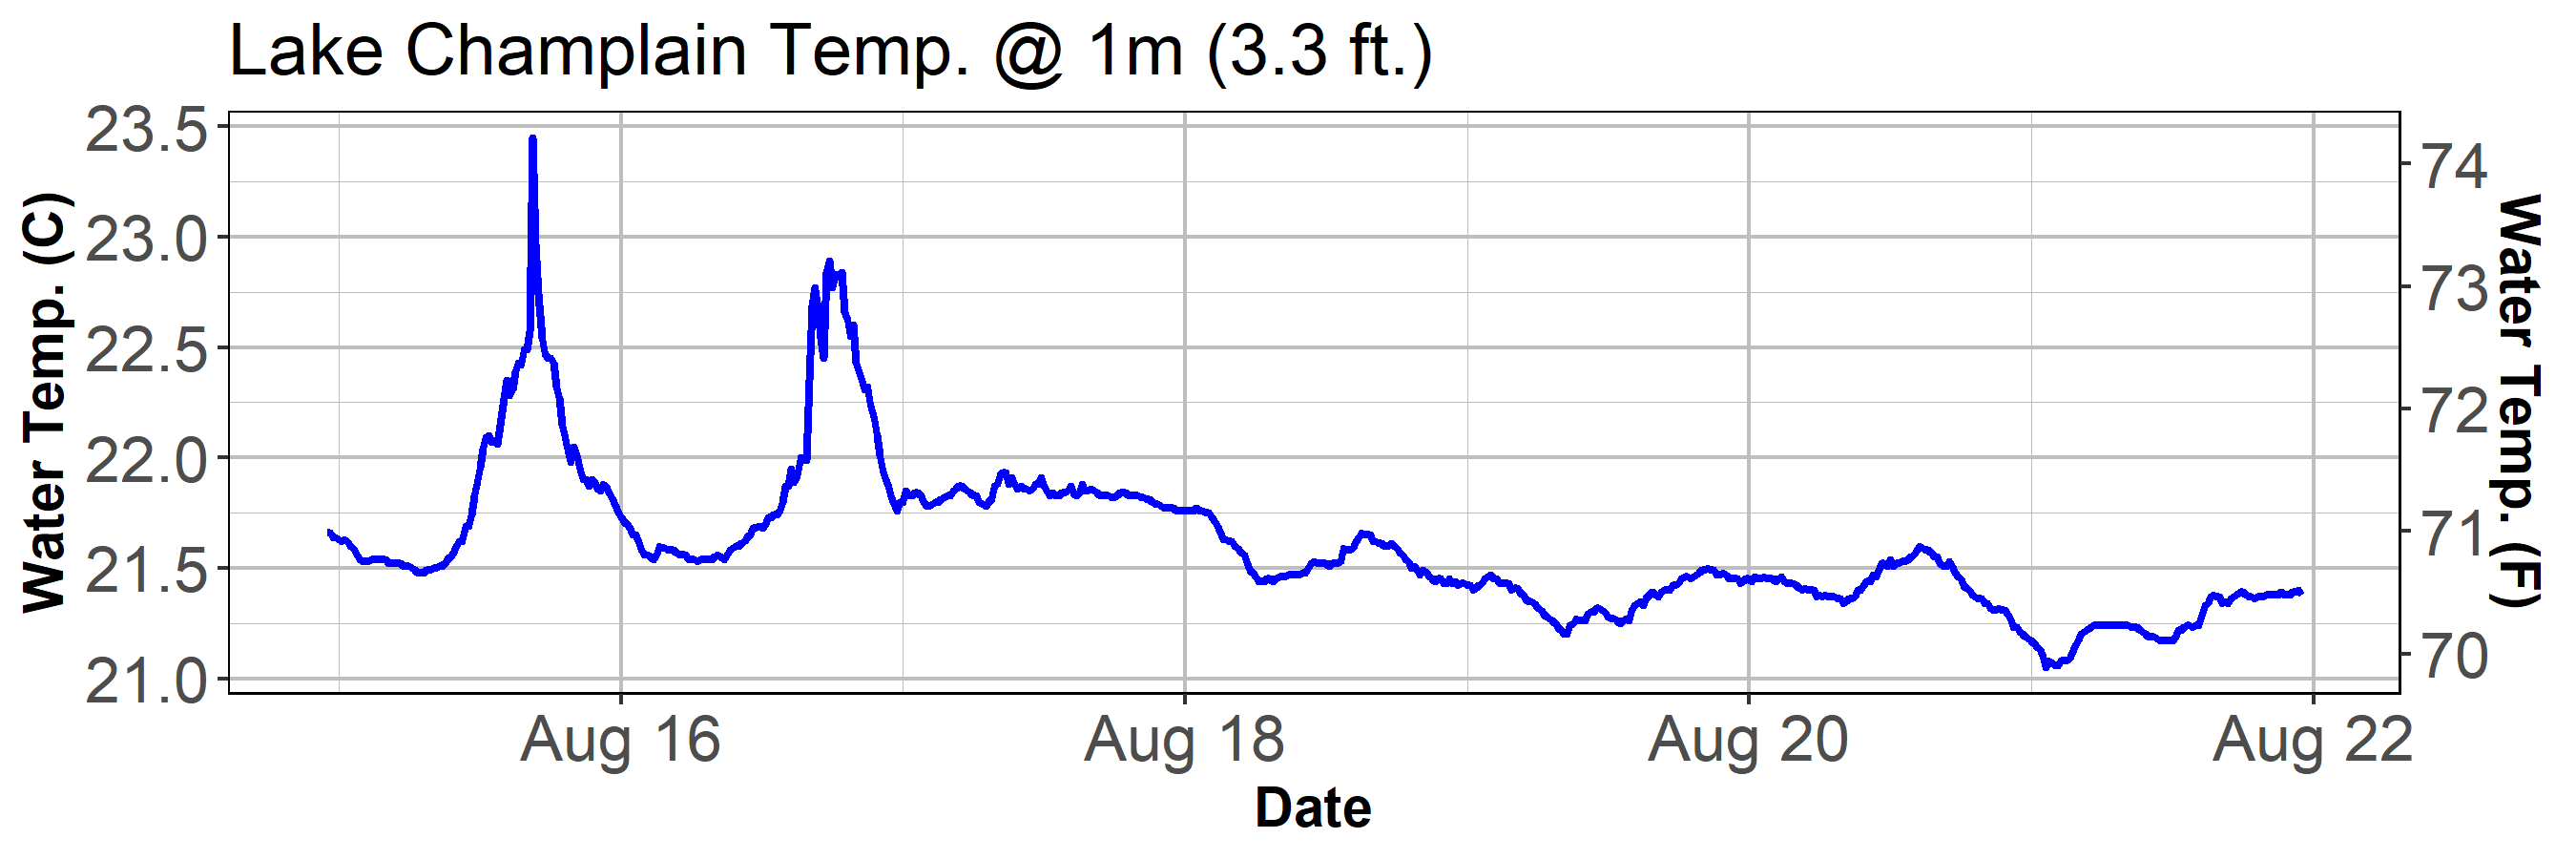 Lake Champlain Temp. @ 1m (3.3 ft.)
Water Temp. (C)
23.5
23.0
22.5
22.0
21.5
21.0
74
73
72
71
70
Water Temp. (F)
Aug 16
Aug 18
Aug 20
Aug 22
Date